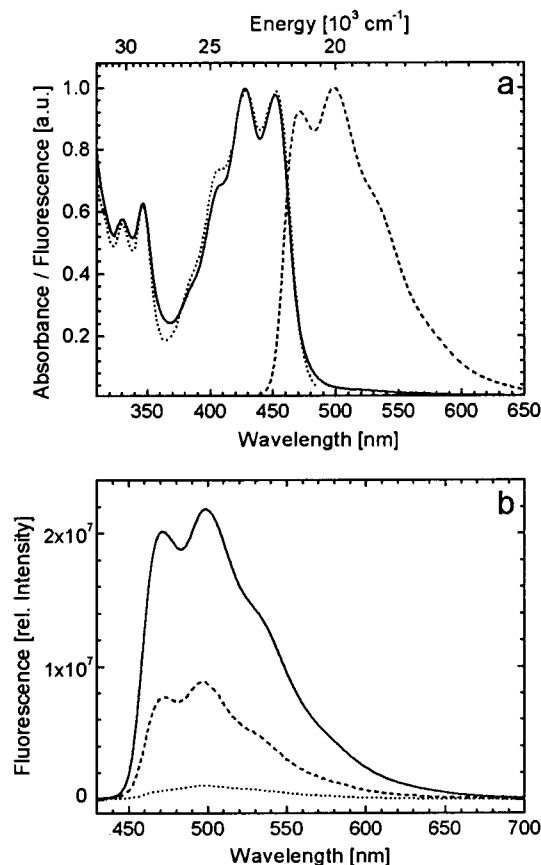 Energy [10³ cm⁻¹]
30 25 20
a
Absorbance / Fluorescence [a.u.]
1.0
0.8
0.6
0.4
0.2
350 400 450 500 550 600 650
Wavelength [nm]
b
Fluorescence [rel. Intensity]
2x10⁷
1x10⁷
0
450 500 550 600 650 700
Wavelength [nm]